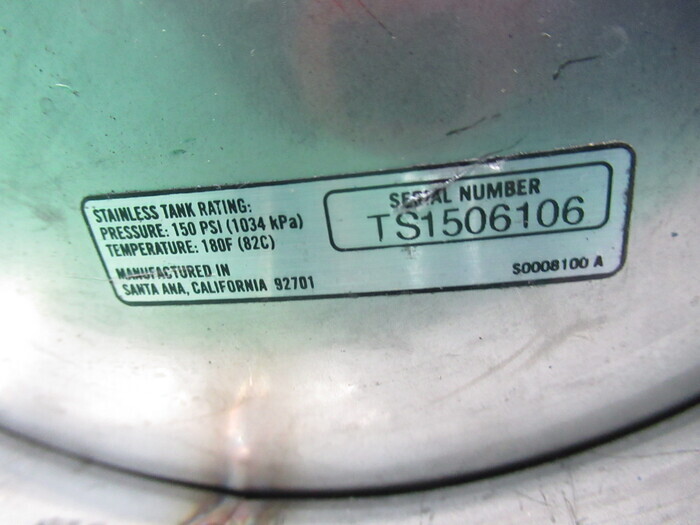 STAINLESS TANK RATING:
PRESSURE: 150 PSI (1034 kPa)
TEMPERATURE: 180F (82C)
MANUFACTURED IN
SANTA ANA, CALIFORNIA 92701
SERIAL NUMBER
TS1506106
S0008100 A